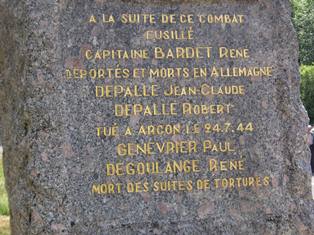 A LA SUITE DE CE COMBAT
FUSILLÉ
CAPITAINE BARDET RENÉ
DÉPORTÉS ET MORTS EN ALLEMAGNE
DEPALLE JEAN-CLAUDE
DEPALLE ROBERT
TUÉ A ARCON LE 24.7.44
GENEVRIER PAUL
DÉGOULANGE RENÉ
MORT DES SUITES DE TORTURES